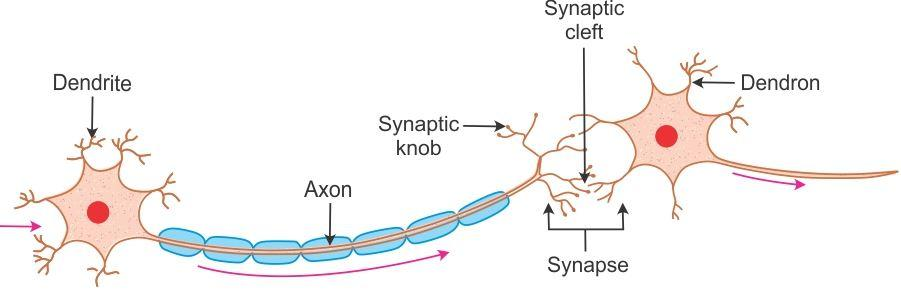 Synaptic
cleft
Dendrite
Dendron
Synaptic
knob
Axon
Synapse